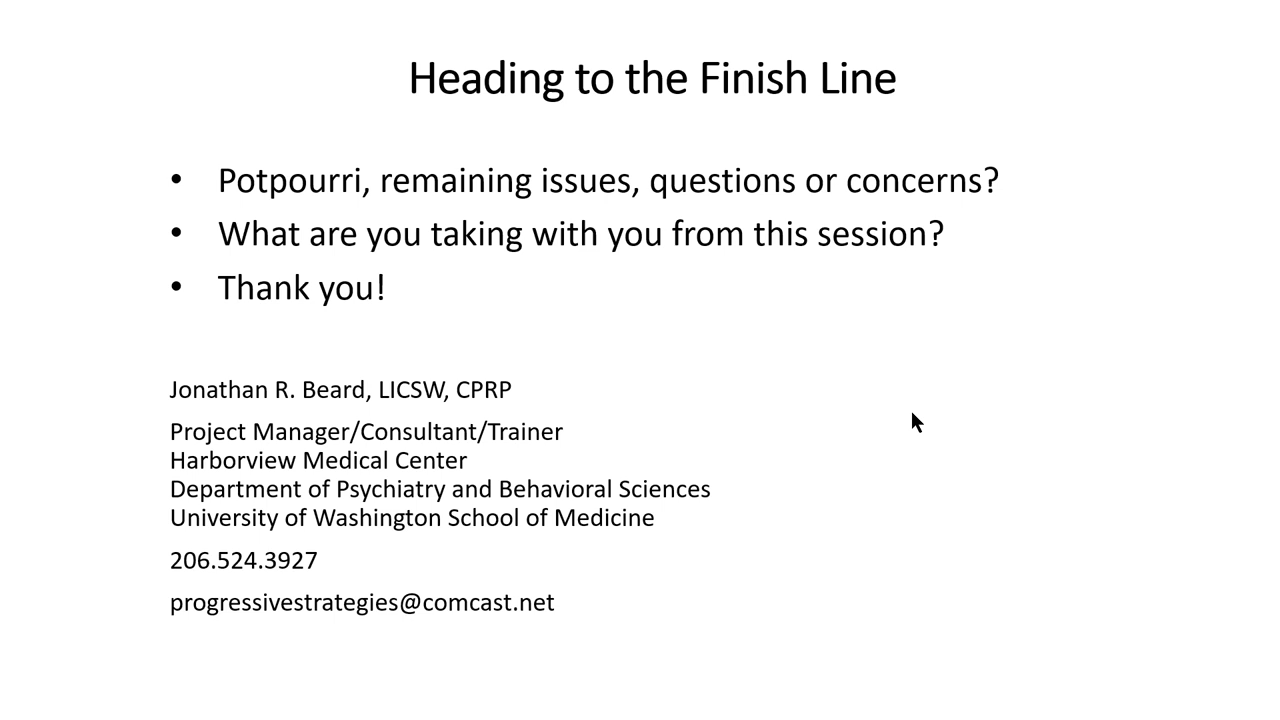 Heading to the Finish Line
• Potpourri, remaining issues, questions or concerns?
• What are you taking with you from this session?
• Thank you!
Jonathan R. Beard, LICSW, CPRP
Project Manager/Consultant/Trainer
Harborview Medical Center
Department of Psychiatry and Behavioral Sciences
University of Washington School of Medicine
206.524.3927
progressivestrategies@comcast.net